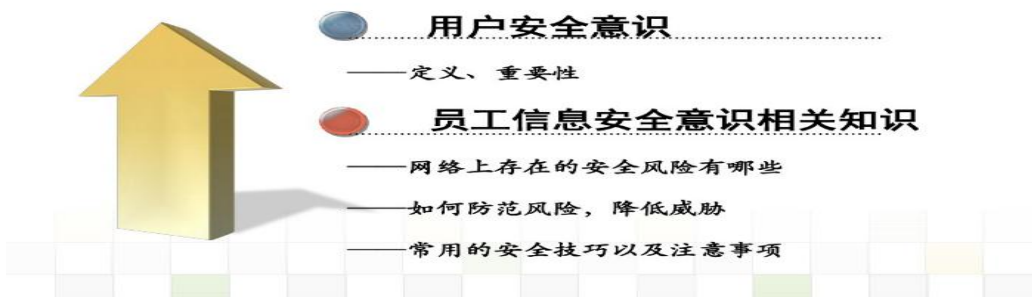 用户安全意识
——定义、重要性
员工信息安全意识相关知识
——网络上存在的安全风险有哪些
——如何防范风险，降低威胁
——常用的安全技巧以及注意事项